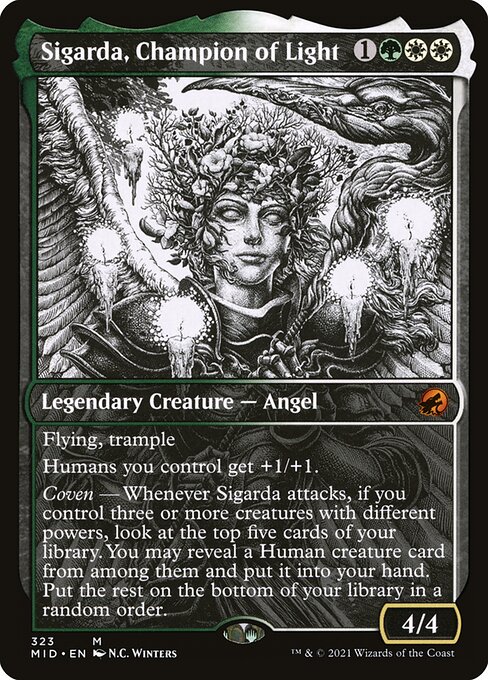 Sigarda, Champion of Light 1
Legendary Creature — Angel
Flying, trample
Humans you control get +1/+1.
Coven — Whenever Sigarda attacks, if you
control three or more creatures with different
powers, look at the top five cards of your
library. You may reveal a Human creature card
from among them and put it into your hand.
Put the rest on the bottom of your library in a
random order.
4/4
323 M
MID • EN N.C. Winters
™ & © 2021 Wizards of the Coast